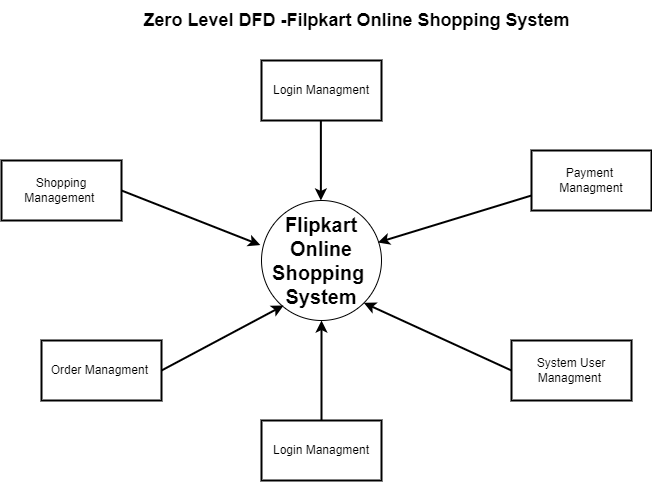 Zero Level DFD -Filpkart Online Shopping System
Login Managment
Shopping
Management
Payment
Managment
Flipkart
Online
Shopping
System
Order Managment
System User
Managment
Login Managment